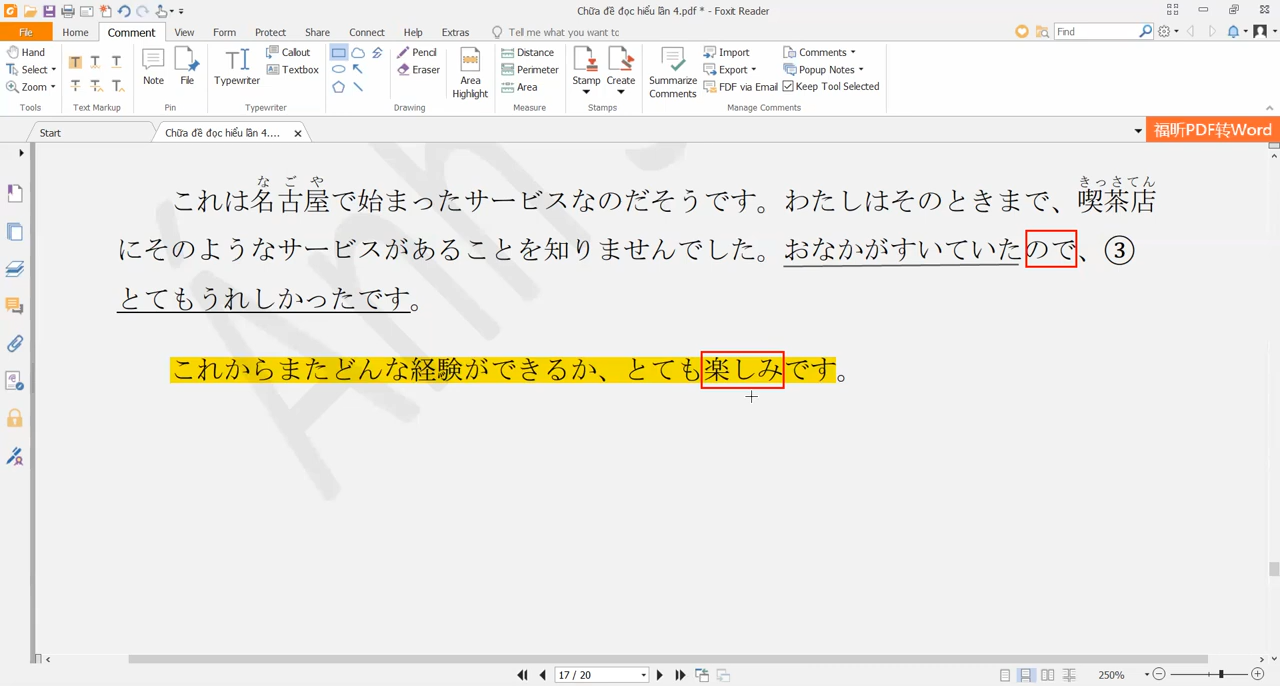 Chữa đề đọc hiểu lần 4.pdf * - Foxit Reader
File Home Comment View Form Protect Share Connect Help Extras Tell me what you want tc Find
Hand
Select
Zoom
Tools
Text Markup
Note
File
Pin
Typewriter
Callout
Textbox
Typewriter
Pencil
Eraser
Drawing
Area Highlight
Distance
Perimeter
Area
Measure
Stamp
Create
Stamps
Summarize Comments
Import
Export
FDF via Email
Comments
Popup Notes
Keep Tool Selected
Manage Comments
Start
Chữa đề đọc hiểu lần 4....
福昕PDF转Word
なごや きっさてん
これは名古屋で始まったサービスなのだそうです。わたしはそのときまで、喫茶店
にそのようなサービスがあることを知りませんでした。おなかがすいていたので、③
とてもうれしかったです。
これからまたどんな経験ができるか、とても楽しみです。
17 / 20
250%